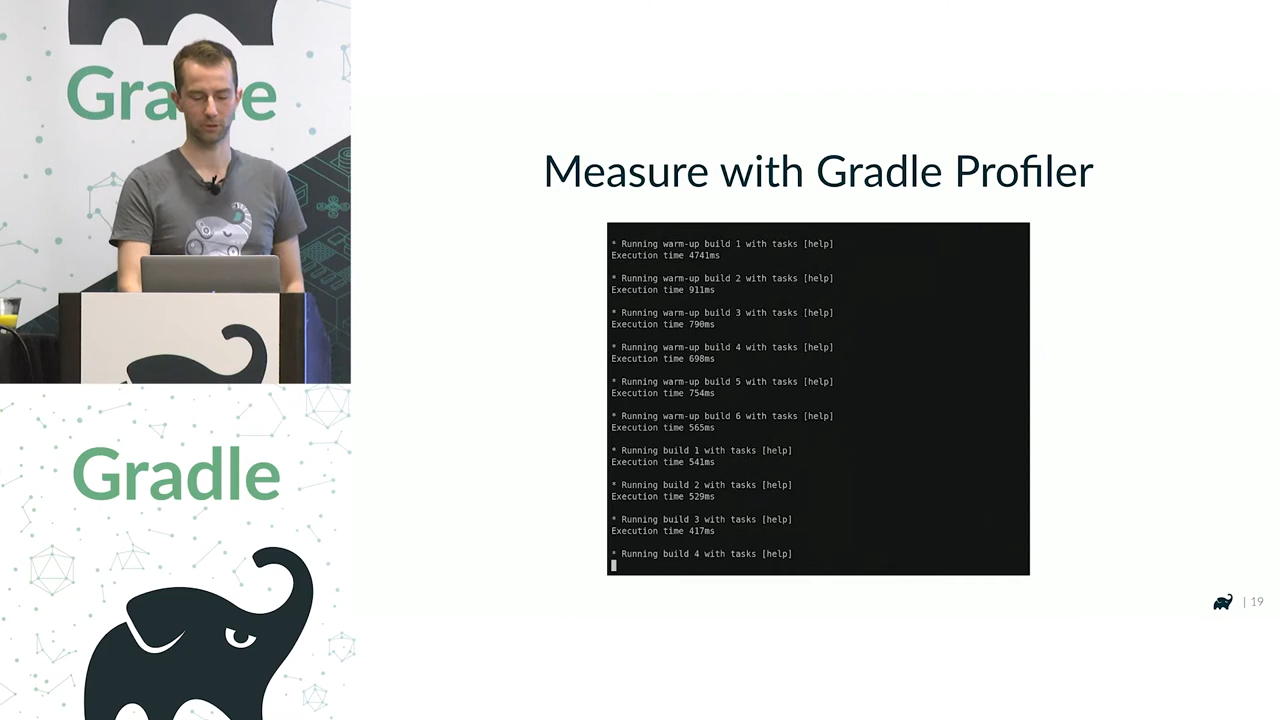 Gradle
Measure with Gradle Profiler
* Running warm-up build 1 with tasks [help]
Execution time 4741ms
* Running warm-up build 2 with tasks [help]
Execution time 911ms
* Running warm-up build 3 with tasks [help]
Execution time 790ms
* Running warm-up build 4 with tasks [help]
Execution time 698ms
* Running warm-up build 5 with tasks [help]
Execution time 754ms
* Running warm-up build 6 with tasks [help]
Execution time 565ms
* Running build 1 with tasks [help]
Execution time 541ms
* Running build 2 with tasks [help]
Execution time 529ms
* Running build 3 with tasks [help]
Execution time 417ms
* Running build 4 with tasks [help]
| 19
Gradle